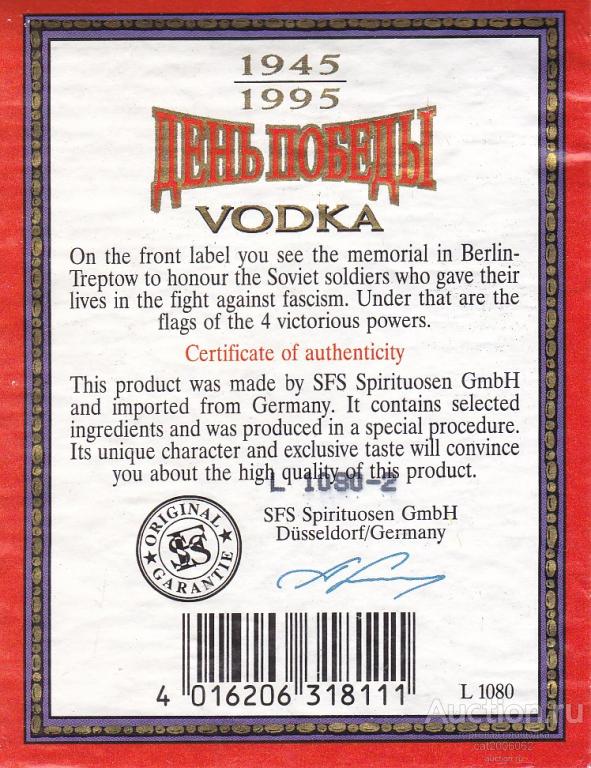 1945
1995
ДЕНЬ ПОБЕДЫ
VODKA
On the front label you see the memorial in Berlin-
Treptow to honour the Soviet soldiers who gave their
lives in the fight against fascism. Under that are the
flags of the 4 victorious powers.
Certificate of authenticity
This product was made by SFS Spirituosen GmbH
and imported from Germany. It contains selected
ingredients and was produced in a special procedure.
Its unique character and exclusive taste will convince
you about the high quality of this product.
L 1080-2
SFS Spirituosen GmbH
Düsseldorf/Germany
ORIGINAL
SFS
GARANTIE
4 016206 318111
L 1080
Auction.ru
cat2006062
auction.ru